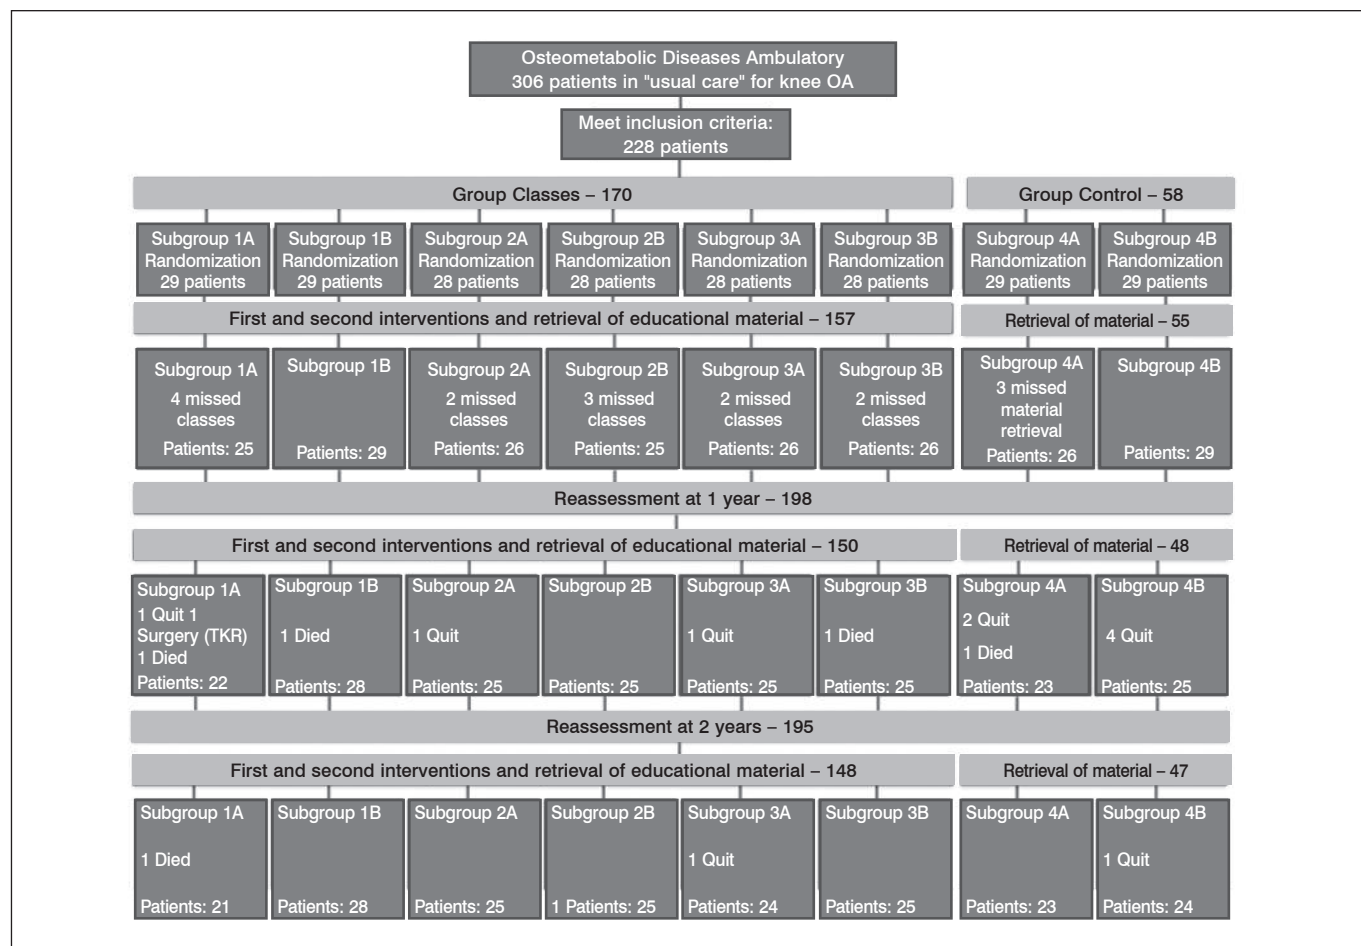 Osteometabolic Diseases Ambulatory
306 patients in "usual care" for knee OA
Meet inclusion criteria:
228 patients
Group Classes – 170
Group Control – 58
Subgroup 1A
Randomization
29 patients
Subgroup 1B
Randomization
29 patients
Subgroup 2A
Randomization
28 patients
Subgroup 2B
Randomization
28 patients
Subgroup 3A
Randomization
28 patients
Subgroup 3B
Randomization
28 patients
Subgroup 4A
Randomization
29 patients
Subgroup 4B
Randomization
29 patients
First and second interventions and retrieval of educational material – 157
Retrieval of material – 55
Subgroup 1A
4 missed
classes
Patients: 25
Subgroup 1B
Patients: 29
Subgroup 2A
2 missed
classes
Patients: 26
Subgroup 2B
3 missed
classes
Patients: 25
Subgroup 3A
2 missed
classes
Patients: 26
Subgroup 3B
2 missed
classes
Patients: 26
Subgroup 4A
3 missed
material
retrieval
Patients: 26
Subgroup 4B
Patients: 29
Reassessment at 1 year – 198
First and second interventions and retrieval of educational material – 150
Retrieval of material – 48
Subgroup 1A
1 Quit 1
Surgery (TKR)
1 Died
Patients: 22
Subgroup 1B
1 Died
Patients: 28
Subgroup 2A
1 Quit
Patients: 25
Subgroup 2B
Patients: 25
Subgroup 3A
1 Quit
Patients: 25
Subgroup 3B
1 Died
Patients: 25
Subgroup 4A
2 Quit
1 Died
Patients: 23
Subgroup 4B
4 Quit
Patients: 25
Reassessment at 2 years – 195
First and second interventions and retrieval of educational material – 148
Retrieval of material – 47
Subgroup 1A
1 Died
Patients: 21
Subgroup 1B
Patients: 28
Subgroup 2A
Patients: 25
Subgroup 2B
1 Patients: 25
Subgroup 3A
1 Quit
Patients: 24
Subgroup 3B
Patients: 25
Subgroup 4A
Patients: 23
Subgroup 4B
1 Quit
Patients: 24